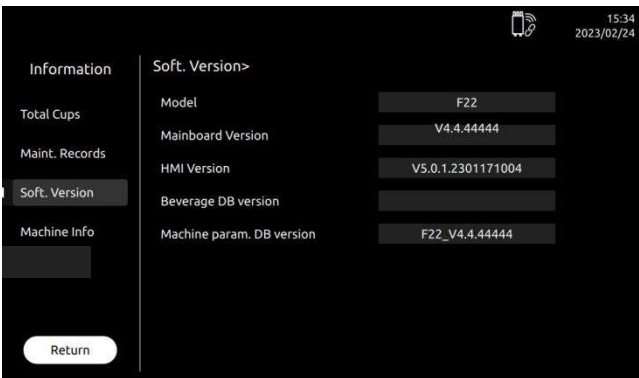 15:34
2023/02/24
Information
Total Cups
Maint. Records
Soft. Version
Machine Info
Return
Soft. Version>
Model F22
Mainboard Version V4.4.44444
HMI Version V5.0.1.2301171004
Beverage DB version
Machine param. DB version F22_V4.4.44444